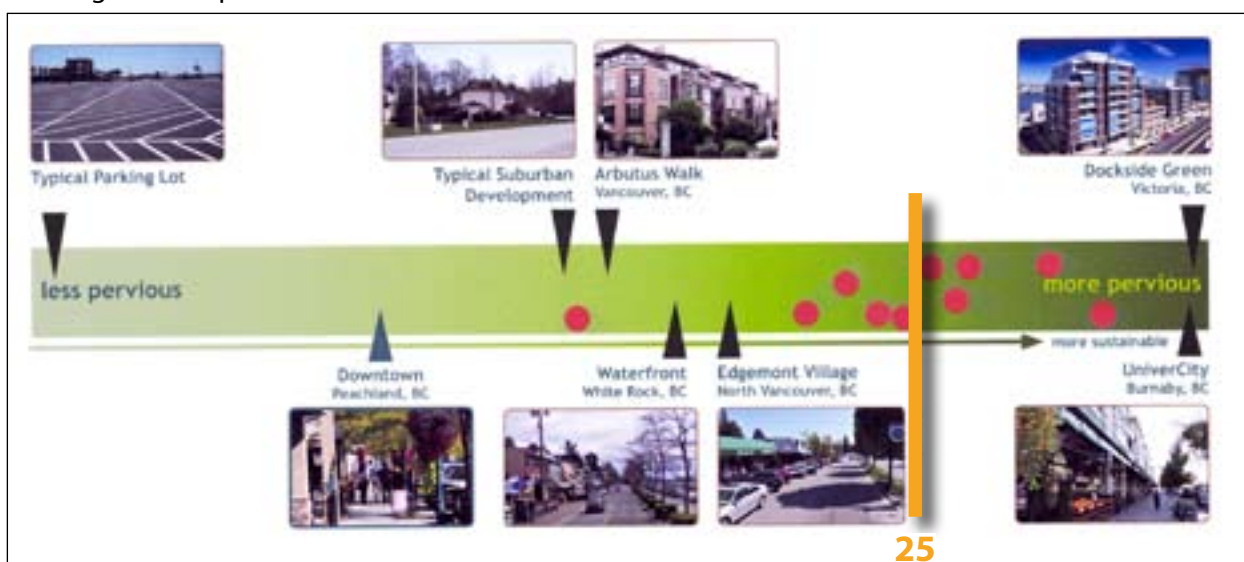 Typical Parking Lot
Typical Suburban
Development
Arbutus Walk
Vancouver, BC
Dockside Green
Victoria, BC
less pervious
more pervious
more sustainable
Downtown
Peachland, BC
Waterfront
White Rock, BC
Edgemont Village
North Vancouver, BC
UniverCity
Burnaby, BC
25